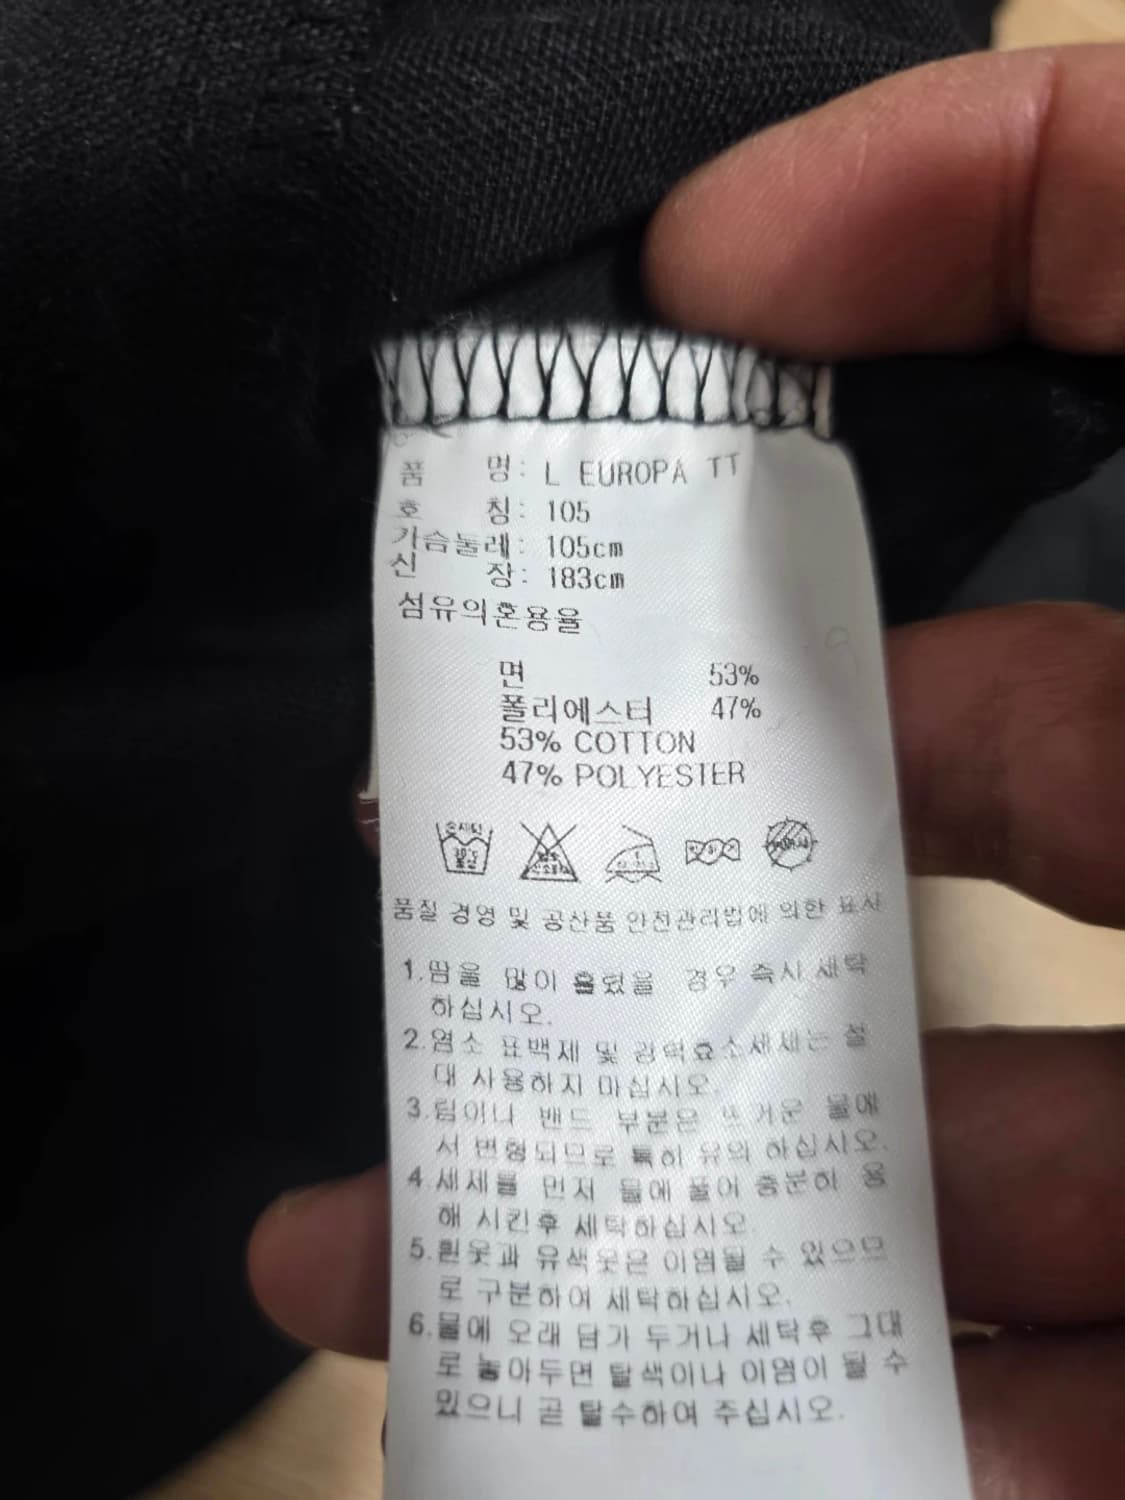 품 명: L EUROPA TT
호 칭: 105
가슴둘레: 105cm
신 장: 183cm
섬유의혼용율
면 53%
폴리에스터 47%
53% COTTON
47% POLYESTER
손세탁
30℃
중성
품질 경영 및 공산품 안전관리법에 의한 표시
1.땀을 많이 흘렸을 경우 즉시 세탁
하십시오.
2.염소 표백제 및 강력효소세제는 절
대 사용하지 마십시오.
3.립이나 밴드 부분은 뜨거운 물에
서 변형되므로 특히 유의 하십시오.
4.세제를 먼저 물에 풀어 충분히 용
해 시킨후 세탁하십시오.
5.흰옷과 유색옷은 이염될 수 있으므
로 구분하여 세탁하십시오.
6.물에 오래 담가 두거나 세탁후 그대
로 놓아두면 탈색이나 이염이 될 수
있으니 곧 탈수하여 주십시오.